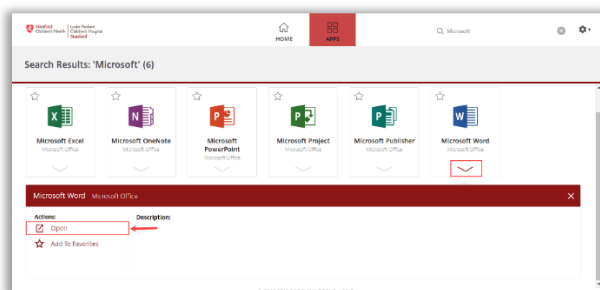 Stanford
Children's Health
Lucile Packard
Children's Hospital
Stanford
HOME
APPS
Microsoft
Search Results: 'Microsoft' (6)
Microsoft Excel
Microsoft Office
Microsoft OneNote
Microsoft Office
Microsoft
PowerPoint
Microsoft Office
Microsoft Project
Microsoft Office
Microsoft Publisher
Microsoft Office
Microsoft Word
Microsoft Office
Microsoft Word Microsoft Office
Actions: Description:
Open
Add To Favorites